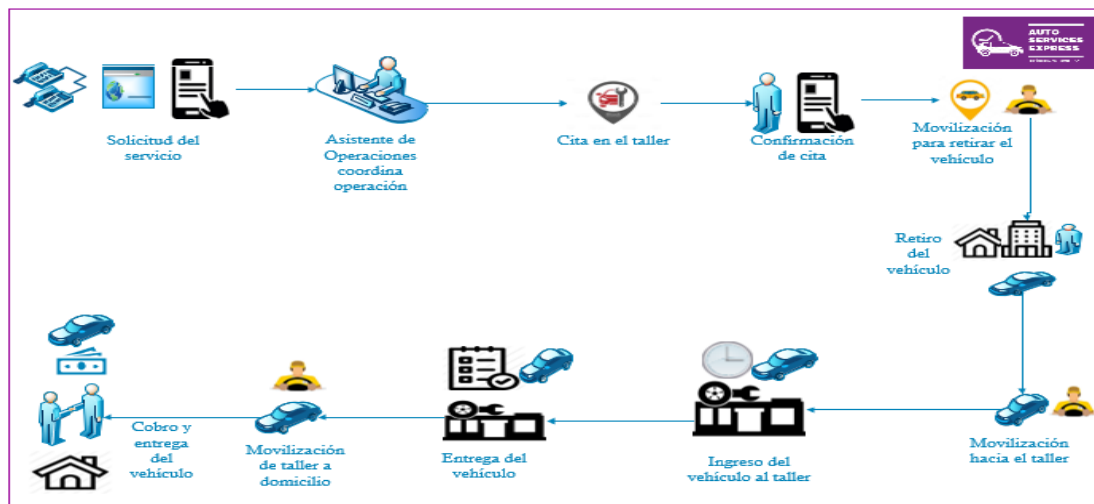 AUTO
SERVICES
EXPRESS
Solicitud del
servicio
Asistente de
Operaciones
coordina
operación
Cita en el taller
Confirmación
de cita
Movilización
para retirar el
vehículo
Retiro
del
vehículo
Movilización
hacia el taller
Ingreso del
vehículo al taller
Entrega del
vehículo
Movilización
de taller a
domicilio
Cobro y
entrega
del
vehículo